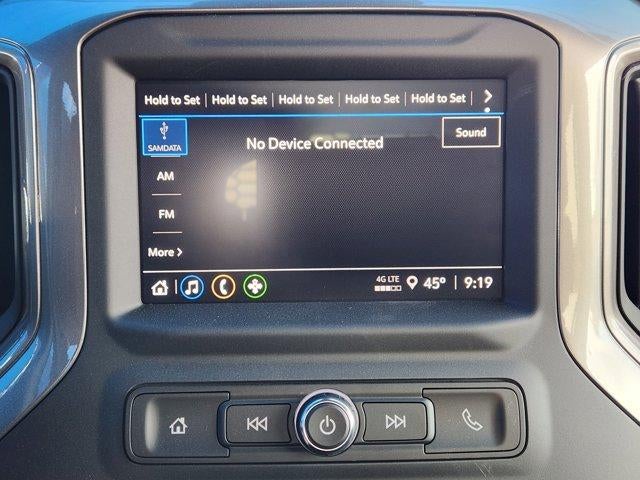 Hold to Set Hold to Set Hold to Set Hold to Set Hold to Set
SAMDATA
No Device Connected
Sound
AM
FM
More
4G LTE
45° 9:19